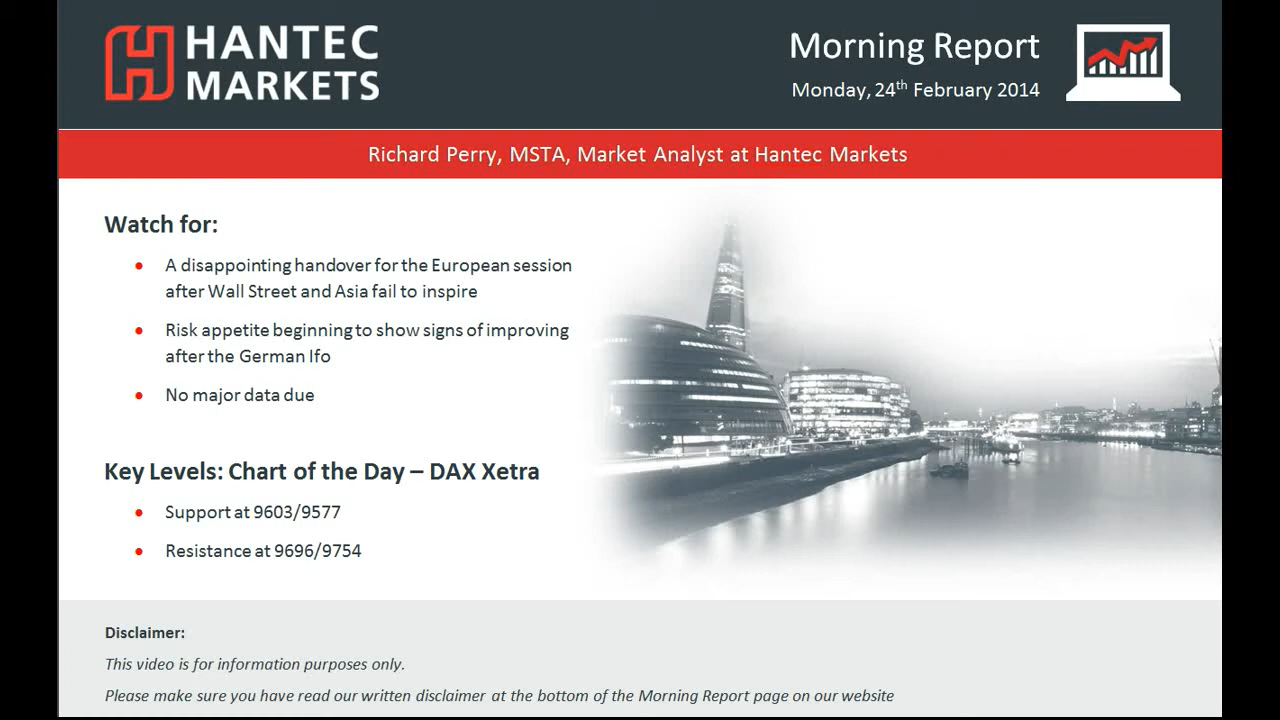 HANTEC
MARKETS
Morning Report
Monday, 24th February 2014
Richard Perry, MSTA, Market Analyst at Hantec Markets
Watch for:
• A disappointing handover for the European session
after Wall Street and Asia fail to inspire
• Risk appetite beginning to show signs of improving
after the German Ifo
• No major data due
Key Levels: Chart of the Day – DAX Xetra
• Support at 9603/9577
• Resistance at 9696/9754
Disclaimer:
This video is for information purposes only.
Please make sure you have read our written disclaimer at the bottom of the Morning Report page on our website